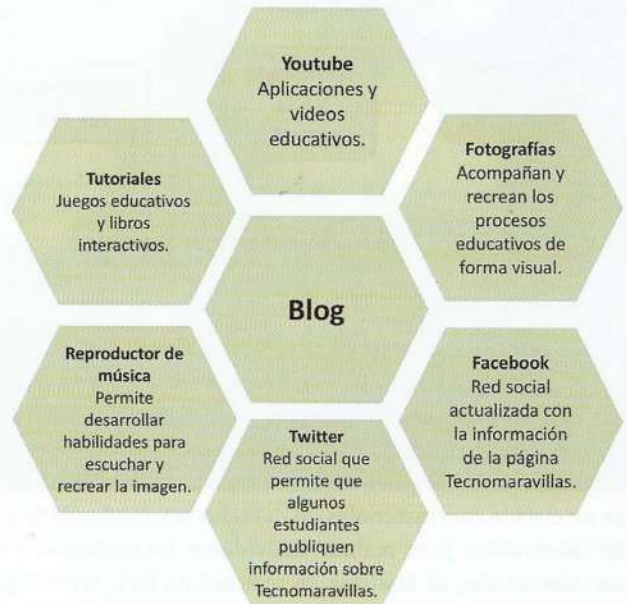 Youtube
Aplicaciones y
videos
educativos.
Fotografías
Acompañan y
recrean los
procesos
educativos de
forma visual.
Tutoriales
Juegos educativos
y libros
interactivos.
Blog
Reproductor de
música
Permite
desarrollar
habilidades para
escuchar y
recrear la imagen.
Facebook
Red social
actualizada con
la información
de la página
Tecnomaravillas.
Twitter
Red social que
permite que
algunos
estudiantes
publiquen
información sobre
Tecnomaravillas.